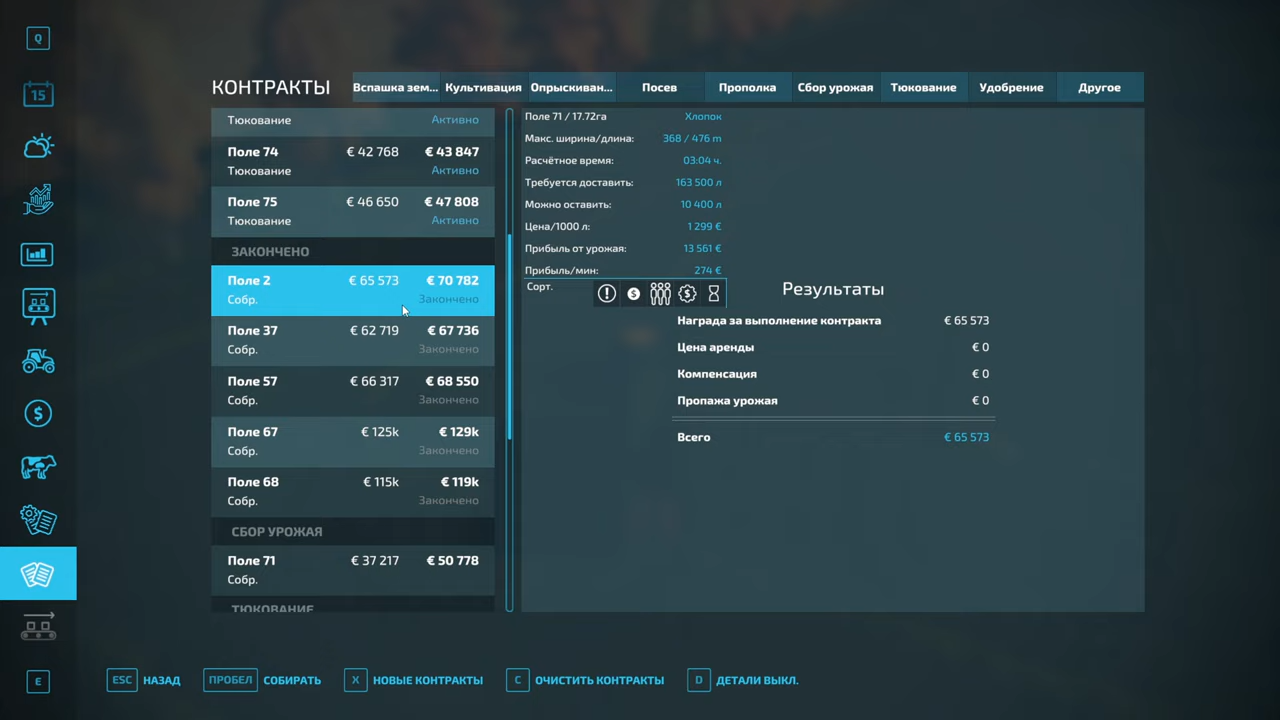 Q
15
E
КОНТРАКТЫ
Вспашка зем... Культивация Опрыскиван... Посев Прополка Сбор урожая Тюкование Удобрение Другое
Тюкование Активно
Поле 74 € 42 768 € 43 847
Тюкование Активно
Поле 75 € 46 650 € 47 808
Тюкование Активно
ЗАКОНЧЕНО
Поле 2 € 65 573 € 70 782
Собр. Закончено
Поле 37 € 62 719 € 67 736
Собр. Закончено
Поле 57 € 66 317 € 68 550
Собр. Закончено
Поле 67 € 125k € 129k
Собр. Закончено
Поле 68 € 115k € 119k
Собр. Закончено
СБОР УРОЖАЯ
Поле 71 € 37 217 € 50 778
Собр.
ТЮКОВАНИЕ
Поле 71 / 17.72га Хлопок
Макс. ширина/длина: 368 / 476 m
Расчётное время: 03:04 ч.
Требуется доставить: 163 500 л
Можно оставить: 10 400 л
Цена/1000 л: 1 299 €
Прибыль от урожая: 13 561 €
Прибыль/мин: 274 €
Сорт.
Результаты
Награда за выполнение контракта € 65 573
Цена аренды € 0
Компенсация € 0
Пропажа урожая € 0
Всего € 65 573
ESC НАЗАД ПРОБЕЛ СОБИРАТЬ X НОВЫЕ КОНТРАКТЫ C ОЧИСТИТЬ КОНТРАКТЫ D ДЕТАЛИ ВЫКЛ.